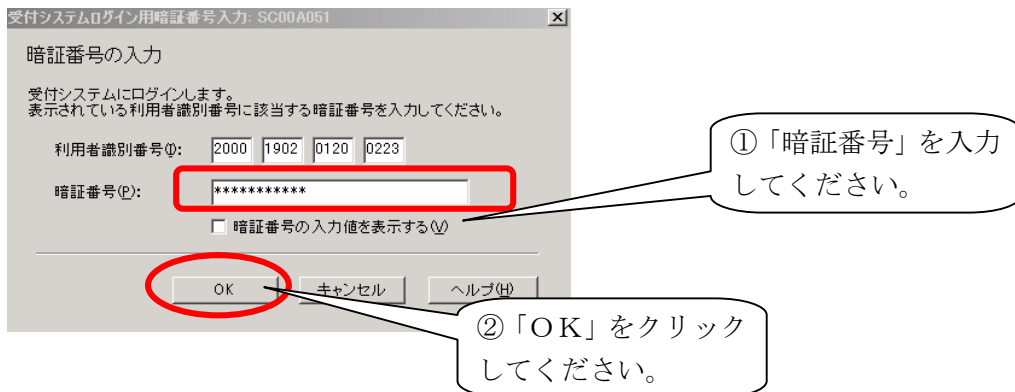 受付システムログイン用暗証番号入力: SC00A051
暗証番号の入力
受付システムにログインします。
表示されている利用者識別番号に該当する暗証番号を入力してください。
利用者識別番号(I): 2000 1902 0120 0223
暗証番号(P): ***********
暗証番号の入力値を表示する(V)
OK キャンセル ヘルプ(H)
①「暗証番号」を入力
してください。
②「ＯＫ」をクリック
してください。